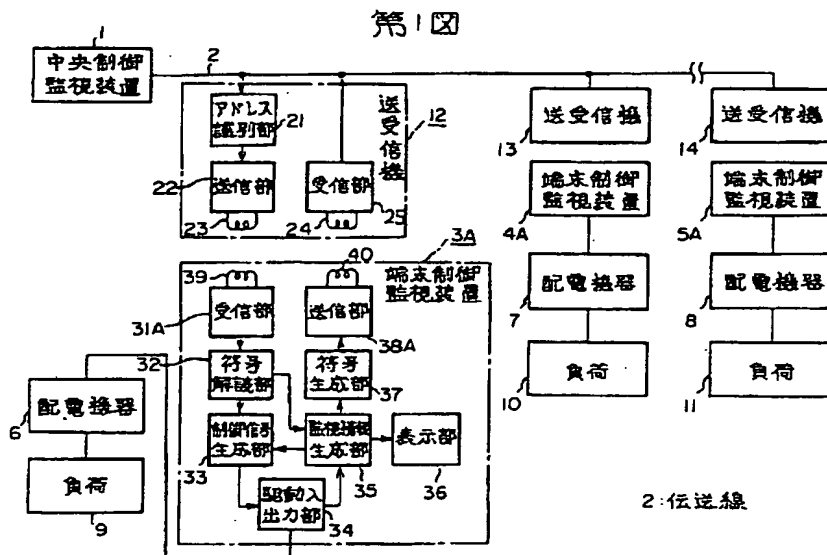 第1図
1
中央制御
監視装置
2
アドレス
識別部
21
送受信機
12
22
送信部
受信部
25
23
24
13
送受信機
14
送受信機
端末制御
監視装置
4A
端末制御
監視装置
5A
3A
39
40
端末制御
監視装置
受信部
31A
送信部
38A
配電機器
7
配電機器
8
32
符号
解読部
符号
生成部
37
負荷
10
負荷
11
6
配電機器
制御信号
生成部
33
監視情報
生成部
35
表示部
36
負荷
9
駆動入
出力部
34
2:伝送線